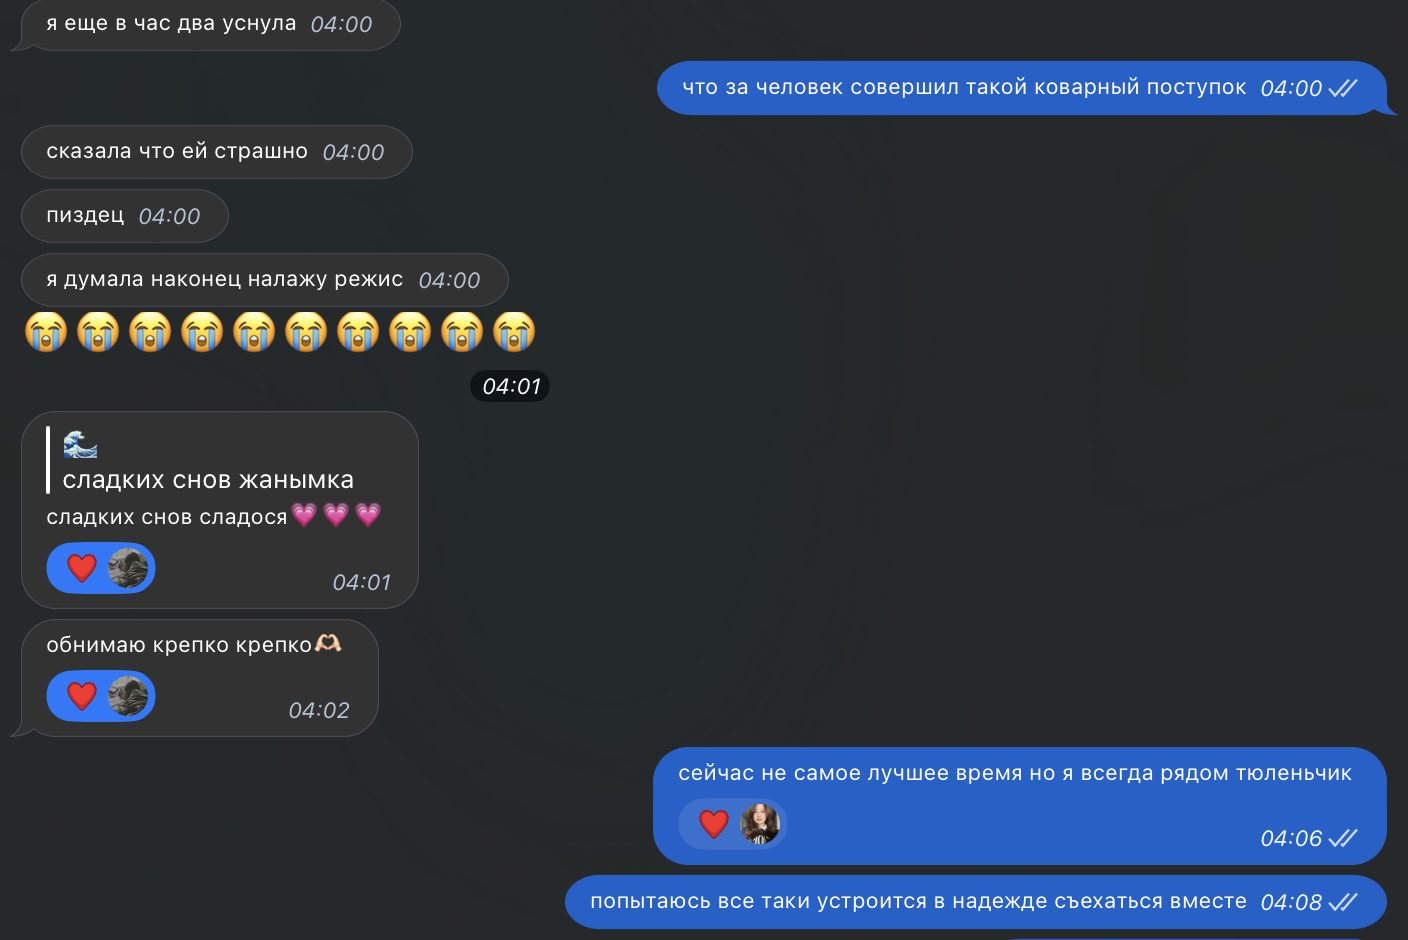 я еще в час два уснула 04:00
что за человек совершил такой коварный поступок 04:00
сказала что ей страшно 04:00
пиздец 04:00
я думала наконец налажу режис 04:00
😭😭😭😭😭😭😭😭😭😭
04:01
🌊
сладких снов жанымка
сладких снов сладося💗💗💗
❤️ 04:01
обнимаю крепко крепко🫶🏻
❤️ 04:02
сейчас не самое лучшее время но я всегда рядом тюленьчик
❤️ 04:06
попытаюсь все таки устроится в надежде съехаться вместе 04:08